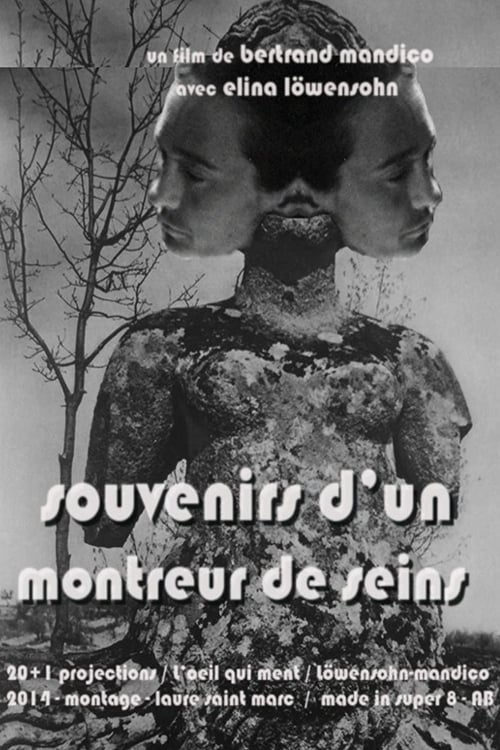 un film de bertrand mandico
avec elina löwensohn
souvenirs d'un
montreur de seins
20+1 projections / L'oeil qui ment / Löwensohn-mandico
2014 - montage - laure saint marc / made in super 8 - AB